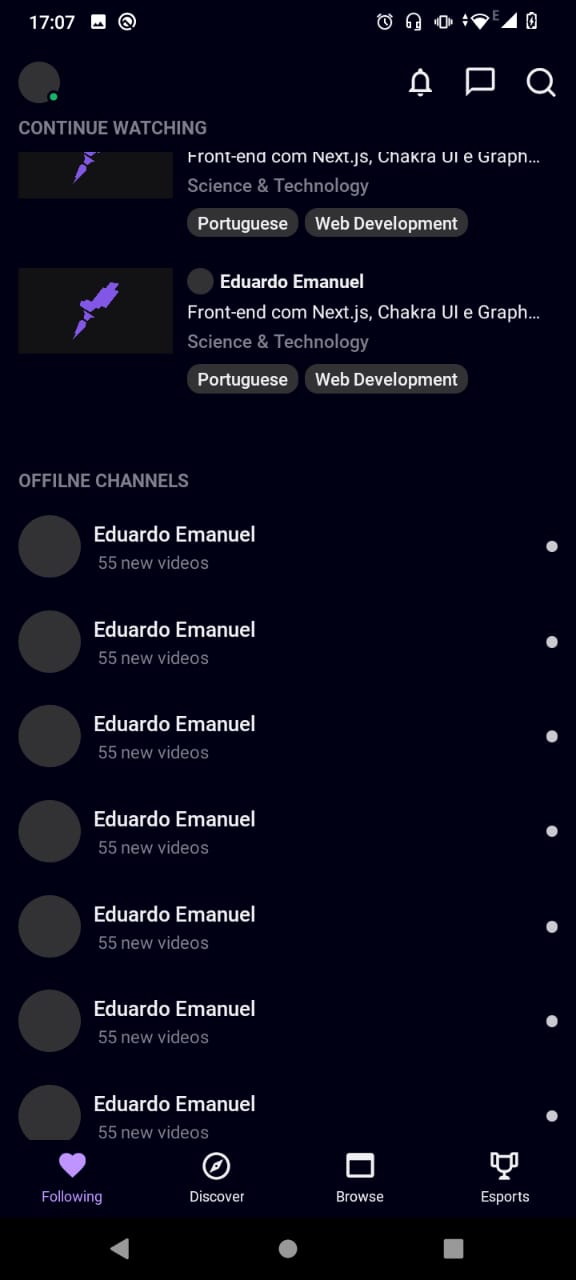 17:07
E
CONTINUE WATCHING
Front-end com Next.js, Chakra UI e Graph...
Science & Technology
Portuguese Web Development
Eduardo Emanuel
Front-end com Next.js, Chakra UI e Graph...
Science & Technology
Portuguese Web Development
OFFILNE CHANNELS
Eduardo Emanuel
55 new videos
Eduardo Emanuel
55 new videos
Eduardo Emanuel
55 new videos
Eduardo Emanuel
55 new videos
Eduardo Emanuel
55 new videos
Eduardo Emanuel
55 new videos
Eduardo Emanuel
55 new videos
Following Discover Browse Esports